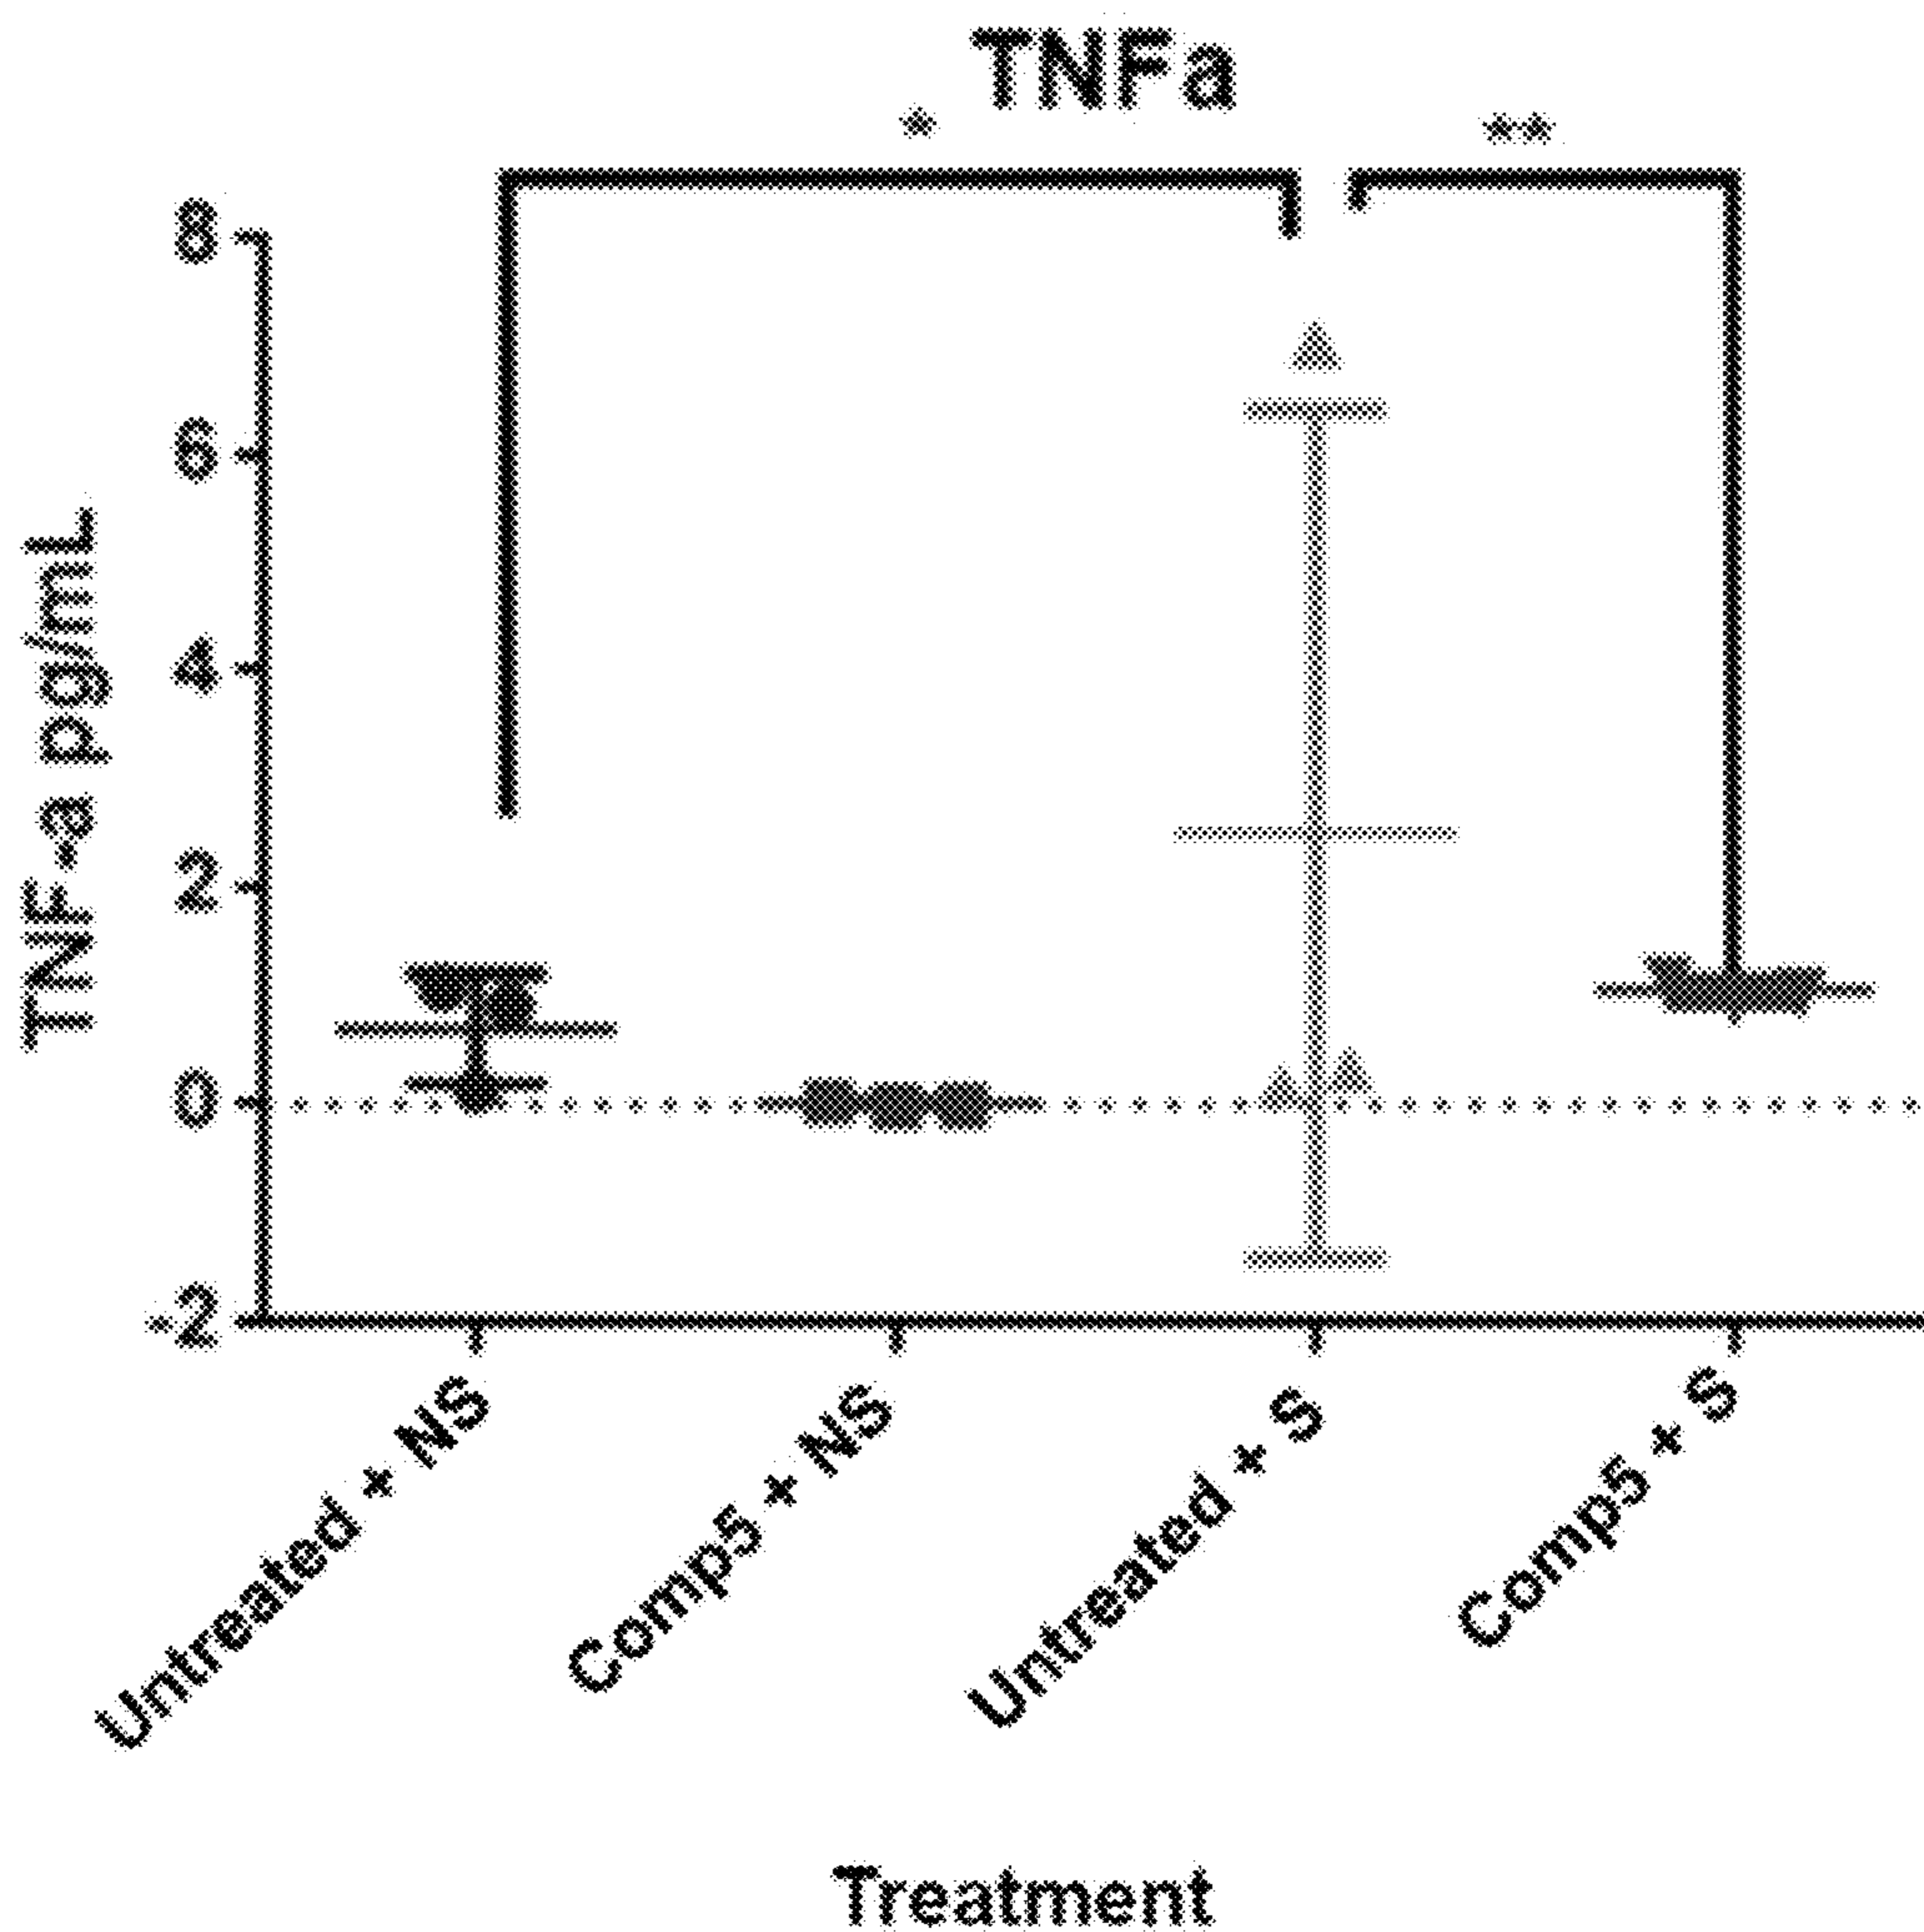 TNFa
*
**
8
6
4
2
0
-2
TNF-a pg/mL
Untreated + NS
Comp5 + NS
Untreated + S
Comp5 + S
Treatment